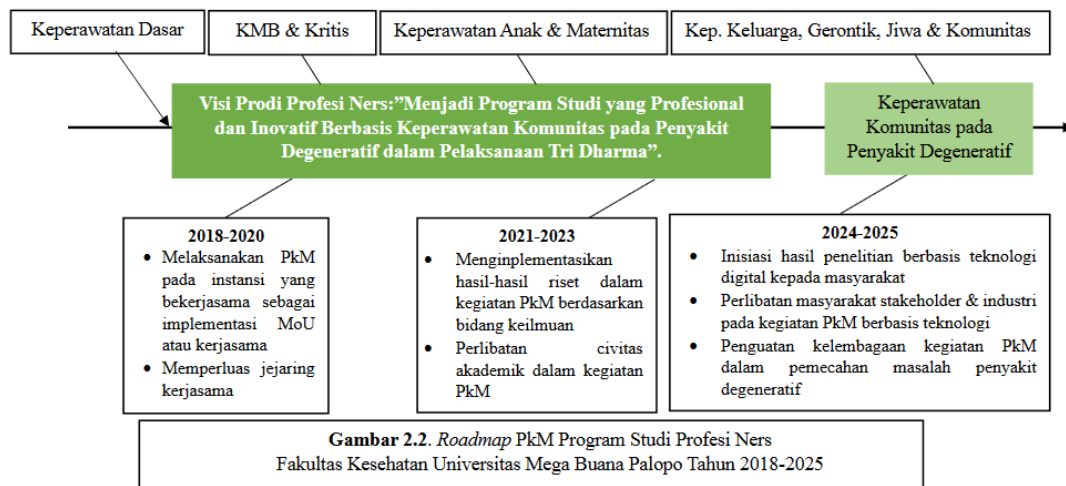 Keperawatan Dasar
KMB & Kritis
Keperawatan Anak & Maternitas
Kep. Keluarga, Gerontik, Jiwa & Komunitas
Visi Prodi Profesi Ners:”Menjadi Program Studi yang Profesional
dan Inovatif Berbasis Keperawatan Komunitas pada Penyakit
Degeneratif dalam Pelaksanaan Tri Dharma”.
Keperawatan
Komunitas pada
Penyakit Degeneratif
2018-2020
• Melaksanakan PkM
pada instansi yang
bekerjasama sebagai
implementasi MoU
atau kerjasama
• Memperluas jejaring
kerjasama
2021-2023
• Menginplementasikan
hasil-hasil riset dalam
kegiatan PkM berdasarkan
bidang keilmuan
• Perlibatan civitas
akademik dalam kegiatan
PkM
2024-2025
• Inisiasi hasil penelitian berbasis teknologi
digital kepada masyarakat
• Perlibatan masyarakat stakeholder & industri
pada kegiatan PkM berbasis teknologi
• Penguatan kelembagaan kegiatan PkM
dalam pemecahan masalah penyakit
degeneratif
Gambar 2.2. Roadmap PkM Program Studi Profesi Ners
Fakultas Kesehatan Universitas Mega Buana Palopo Tahun 2018-2025